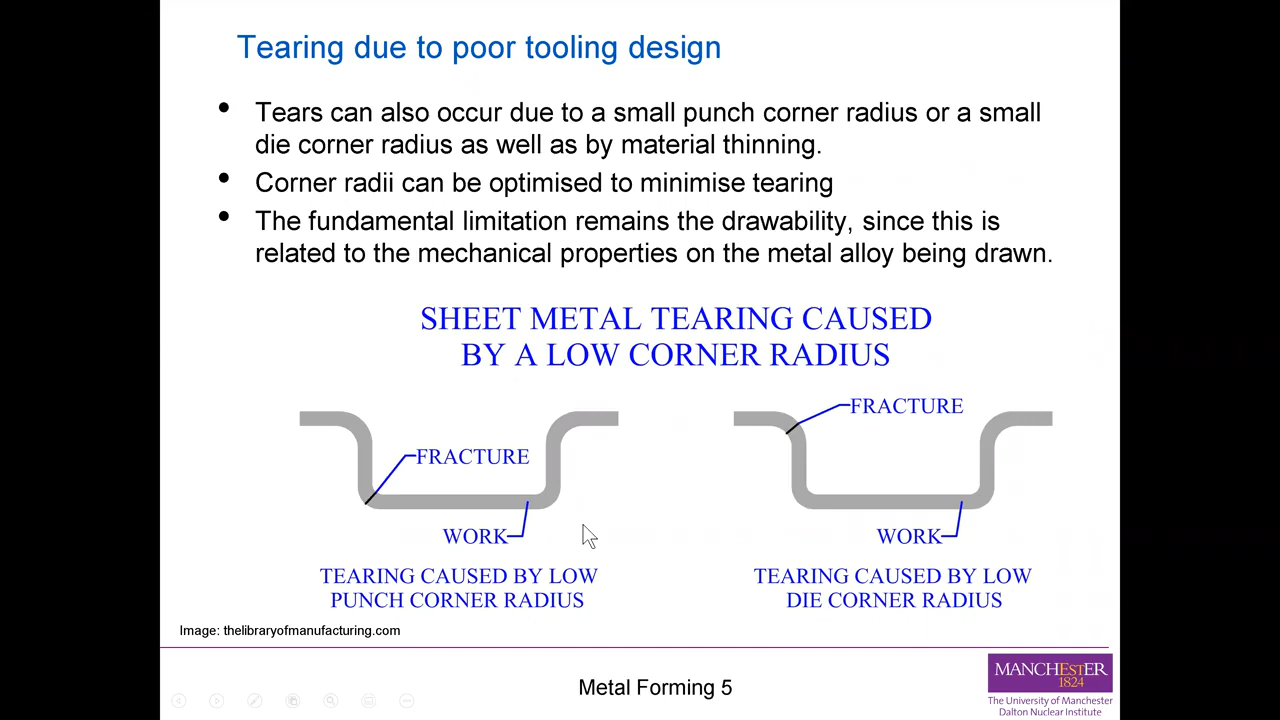 Tearing due to poor tooling design
• Tears can also occur due to a small punch corner radius or a small
die corner radius as well as by material thinning.
• Corner radii can be optimised to minimise tearing
• The fundamental limitation remains the drawability, since this is
related to the mechanical properties on the metal alloy being drawn.
SHEET METAL TEARING CAUSED
BY A LOW CORNER RADIUS
FRACTURE
WORK
TEARING CAUSED BY LOW
PUNCH CORNER RADIUS
FRACTURE
WORK
TEARING CAUSED BY LOW
DIE CORNER RADIUS
Image: thelibraryofmanufacturing.com
Metal Forming 5
MANCHESTER
1824
The University of Manchester
Dalton Nuclear Institute